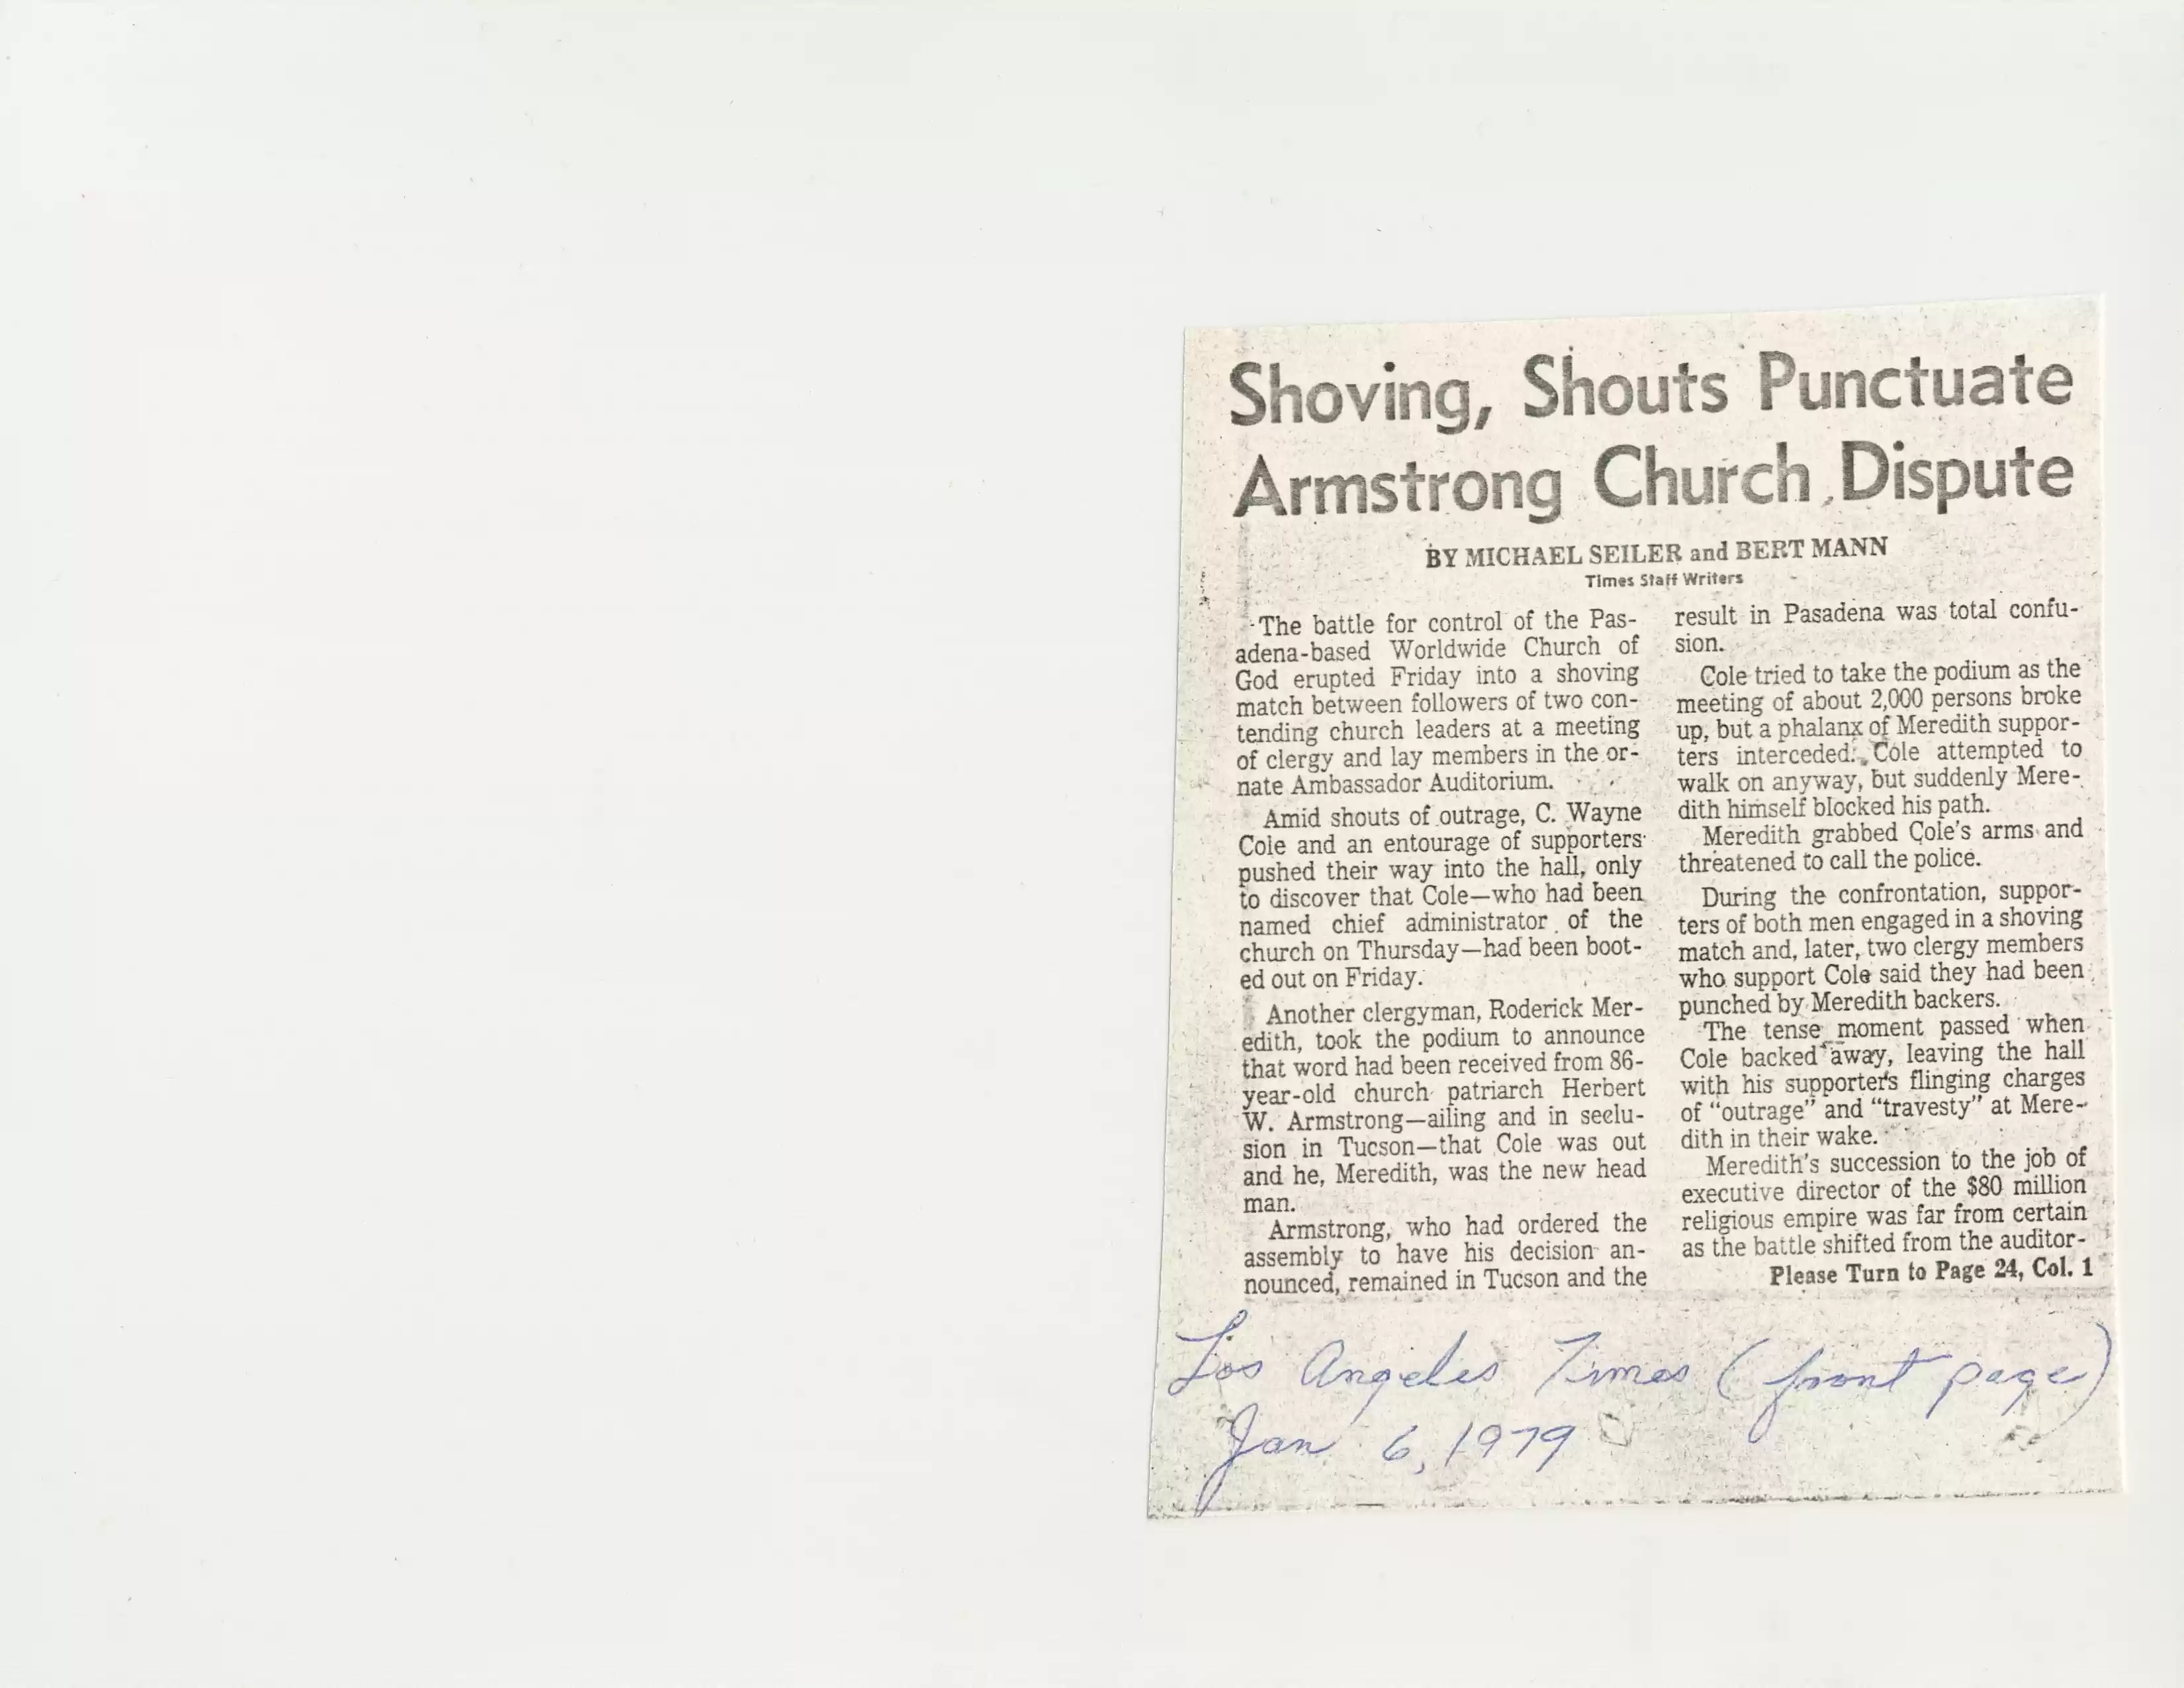 Shoving, Shouts Punctuate
Armstrong Church Dispute
BY MICHAEL SEILER and BERT MANN
Times Staff Writers
The battle for control of the Pas-
adena-based Worldwide Church of
God erupted Friday into a shoving
match between followers of two con-
tending church leaders at a meeting
of clergy and lay members in the or-
nate Ambassador Auditorium.
Amid shouts of outrage, C. Wayne
Cole and an entourage of supporters
pushed their way into the hall, only
to discover that Cole—who had been
named chief administrator of the
church on Thursday—had been boot-
ed out on Friday.
Another clergyman, Roderick Mer-
edith, took the podium to announce
that word had been received from 86-
year-old church patriarch Herbert
W. Armstrong—ailing and in seclu-
sion in Tucson—that Cole was out
and he, Meredith, was the new head
man.
Armstrong, who had ordered the
assembly to have his decision an-
nounced, remained in Tucson and the
result in Pasadena was total confu-
sion.
Cole tried to take the podium as the
meeting of about 2,000 persons broke
up, but a phalanx of Meredith suppor-
ters interceded. Cole attempted to
walk on anyway, but suddenly Mere-
dith himself blocked his path.
Meredith grabbed Cole's arms and
threatened to call the police.
During the confrontation, suppor-
ters of both men engaged in a shoving
match and, later, two clergy members
who support Cole said they had been
punched by Meredith backers.
The tense moment passed when
Cole backed away, leaving the hall
with his supporters flinging charges
of "outrage" and "travesty" at Mere-
dith in their wake.
Meredith's succession to the job of
executive director of the $80 million
religious empire was far from certain
as the battle shifted from the auditor-
Please Turn to Page 24, Col. 1
Los Angeles Times (front page)
Jan 6, 1979